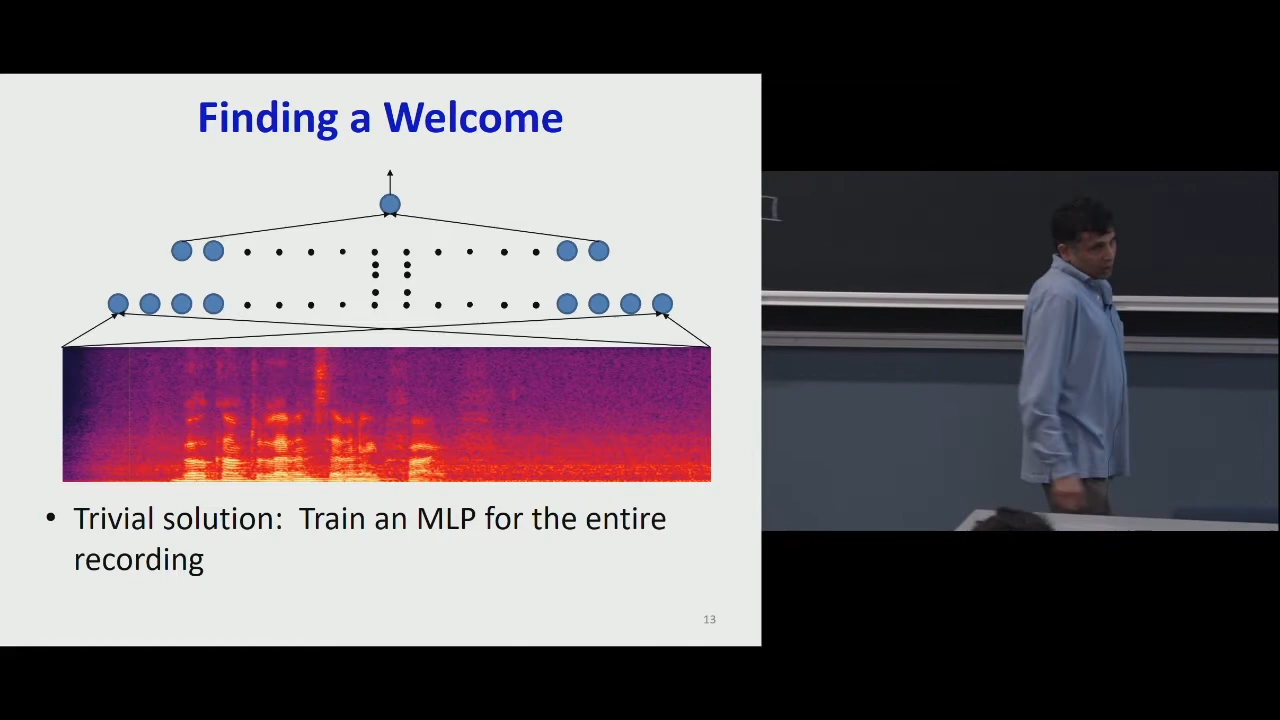 Finding a Welcome
• Trivial solution: Train an MLP for the entire
recording
13